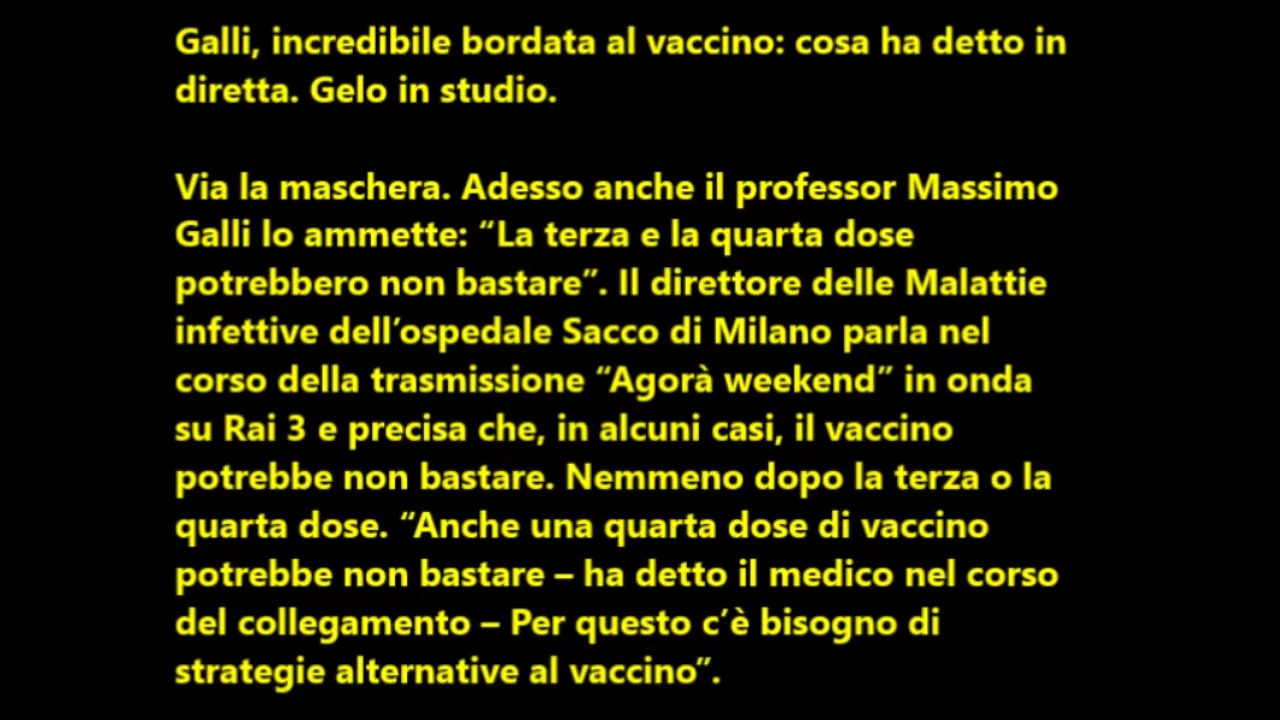 Galli, incredibile bordata al vaccino: cosa ha detto in
diretta. Gelo in studio.
Via la maschera. Adesso anche il professor Massimo
Galli lo ammette: “La terza e la quarta dose
potrebbero non bastare”. Il direttore delle Malattie
infettive dell’ospedale Sacco di Milano parla nel
corso della trasmissione “Agorà weekend” in onda
su Rai 3 e precisa che, in alcuni casi, il vaccino
potrebbe non bastare. Nemmeno dopo la terza o la
quarta dose. “Anche una quarta dose di vaccino
potrebbe non bastare – ha detto il medico nel corso
del collegamento – Per questo c’è bisogno di
strategie alternative al vaccino”.